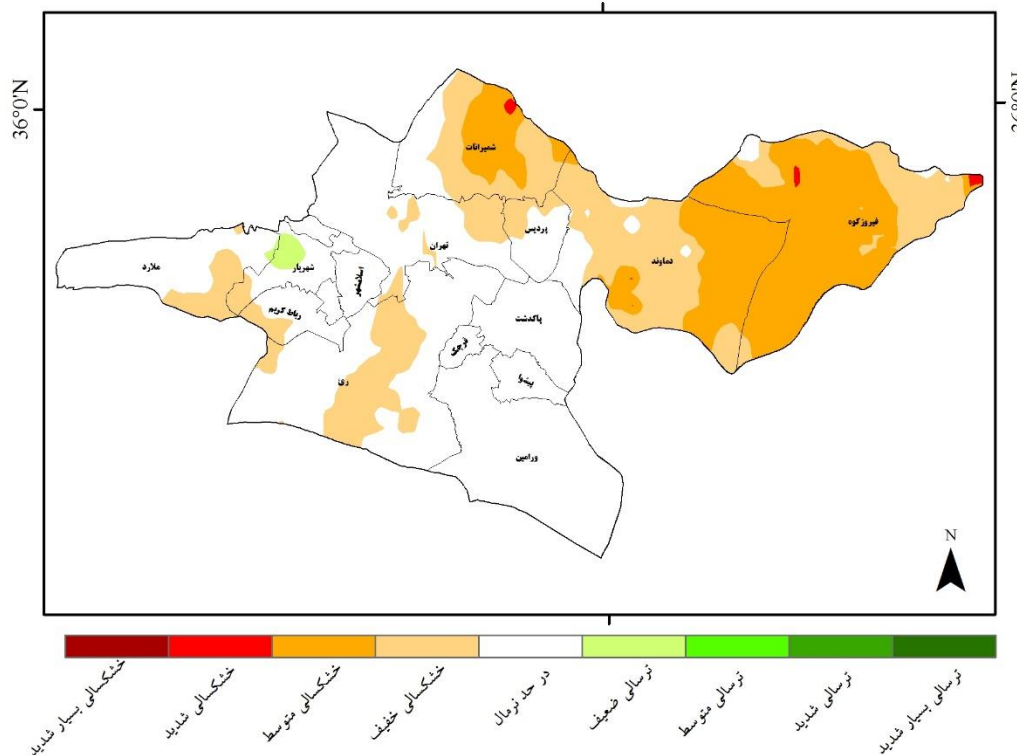 36°0'N
36°0'N
شمیرانات
فیروزکوه
پردیس
تهران
دماوند
ملارد
شهریار
اسلامشهر
رباط کریم
پاکدشت
قرچک
پیشوا
ری
ورامین
N
خشکسالی بسیار شدید
خشکسالی شدید
خشکسالی متوسط
خشکسالی خفیف
در حد نرمال
ترسالی ضعیف
ترسالی متوسط
ترسالی شدید
ترسالی بسیار شدید